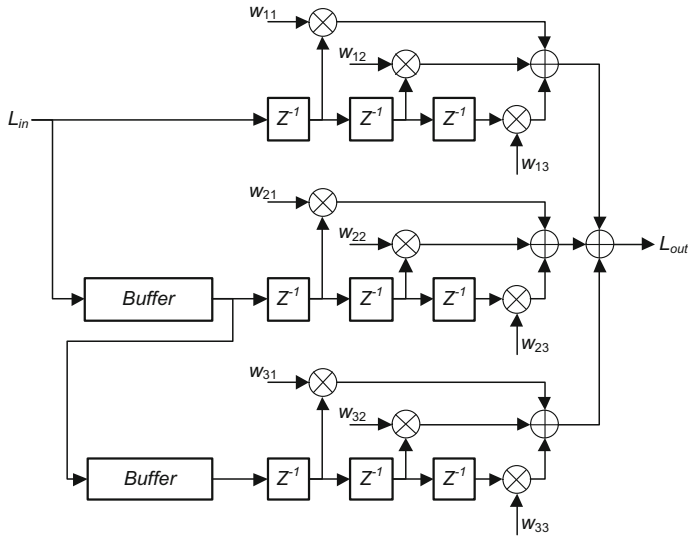 w₁₁
w₁₂
L_in Z⁻¹ Z⁻¹ Z⁻¹
w₁₃
w₂₁
w₂₂
L_out
Buffer Z⁻¹ Z⁻¹ Z⁻¹
w₂₃
w₃₁
w₃₂
Buffer Z⁻¹ Z⁻¹ Z⁻¹
w₃₃